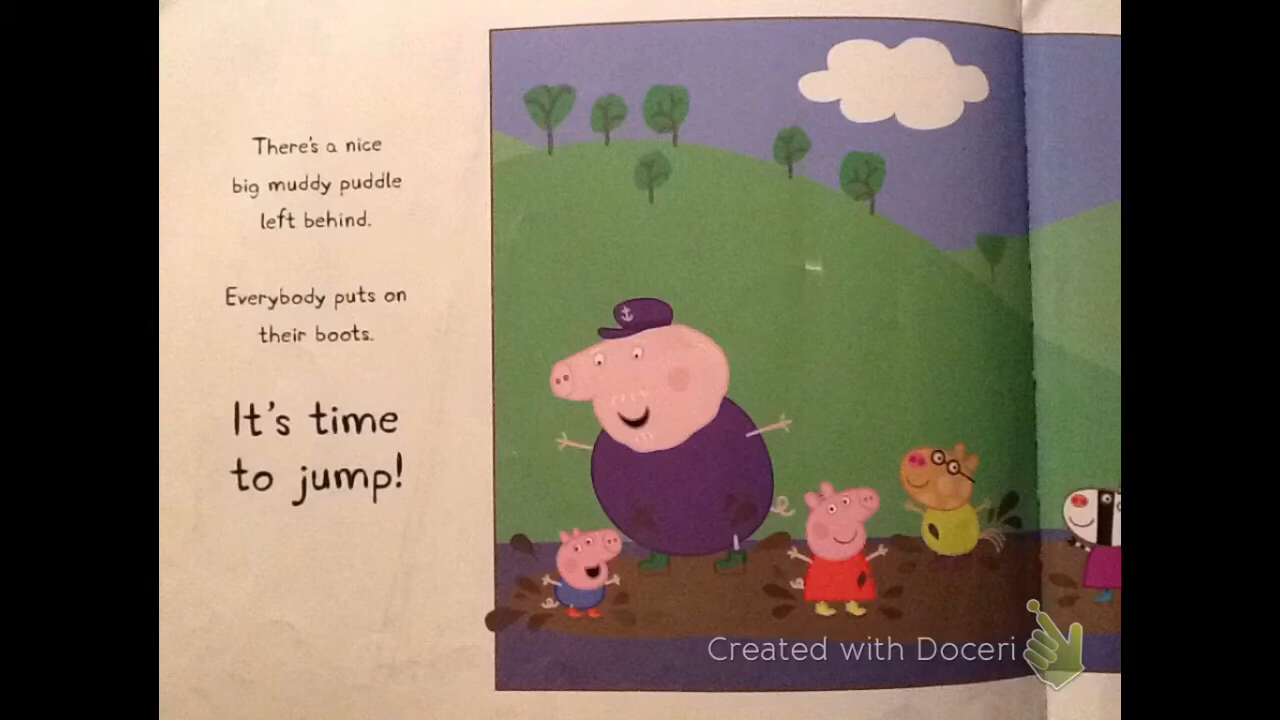 There's a nice
big muddy puddle
left behind.
Everybody puts on
their boots.
It's time
to jump!
Created with Doceri